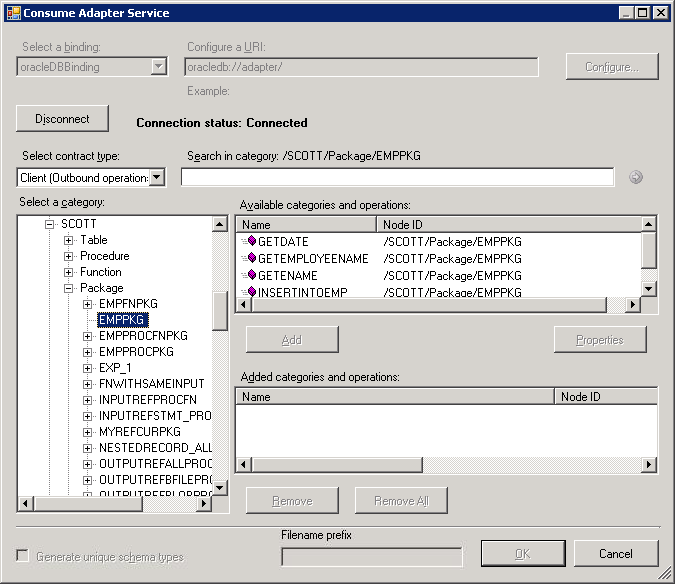 Consume Adapter Service
Select a binding:
Configure a URI:
oracleDBBinding
oracledb://adapter/
Configure...
Example:
Disconnect
Connection status: Connected
Select contract type:
Search in category: /SCOTT/Package/EMPPKG
Client (Outbound operation:
Select a category:
Available categories and operations:
SCOTT
Table
Procedure
Function
Package
EMPFNPKG
EMPPKG
EMPPROCFNPKG
EMPPROCPKG
EXP_1
FNWITHSAMEINPUT
INPUTREFPROCFN
INPUTREFSTMT_PRO
MYREFCURPKG
NESTEDRECORD_ALL
OUTPUTREFALLPROC
OUTPUTREFBFILEPR
OUTPUTREFBLOBPRO
Name Node ID
GETDATE /SCOTT/Package/EMPPKG
GETEMPLOYEENAME /SCOTT/Package/EMPPKG
GETENAME /SCOTT/Package/EMPPKG
INSERTINTOEMP /SCOTT/Package/EMPPKG
Add
Properties
Added categories and operations:
Name Node ID
Remove
Remove All
Filename prefix
Generate unique schema types
OK
Cancel